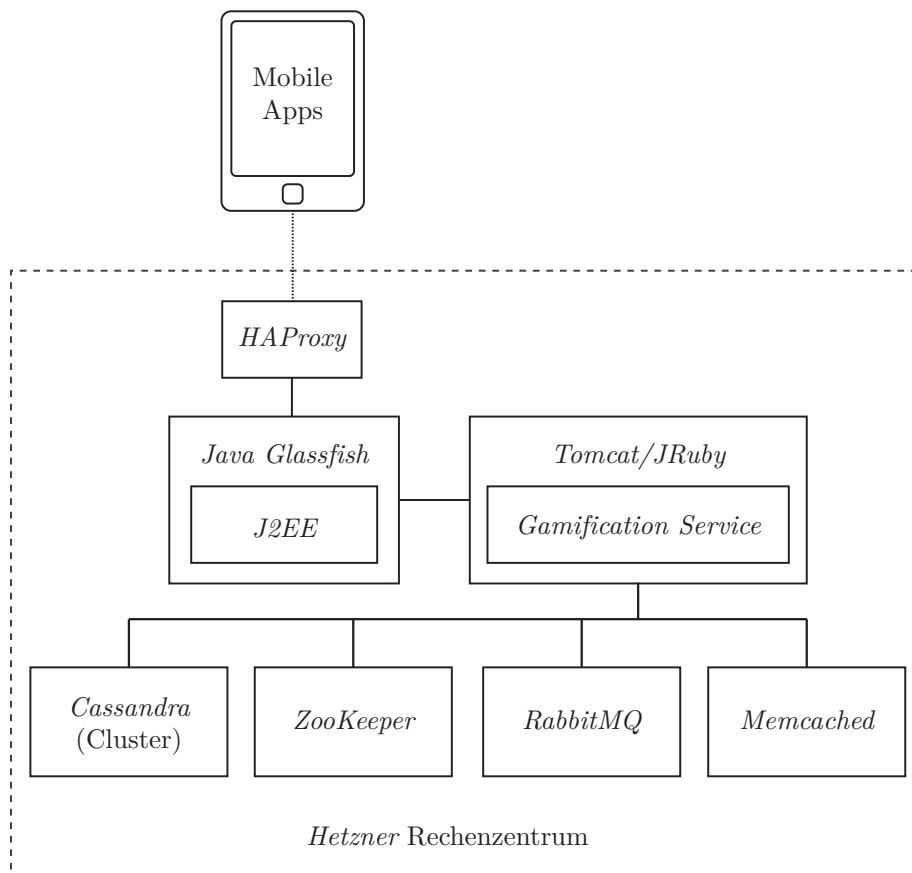 Mobile
Apps
HAProxy
Java Glassfish
Tomcat/JRuby
J2EE
Gamification Service
Cassandra
(Cluster)
ZooKeeper
RabbitMQ
Memcached
Hetzner Rechenzentrum